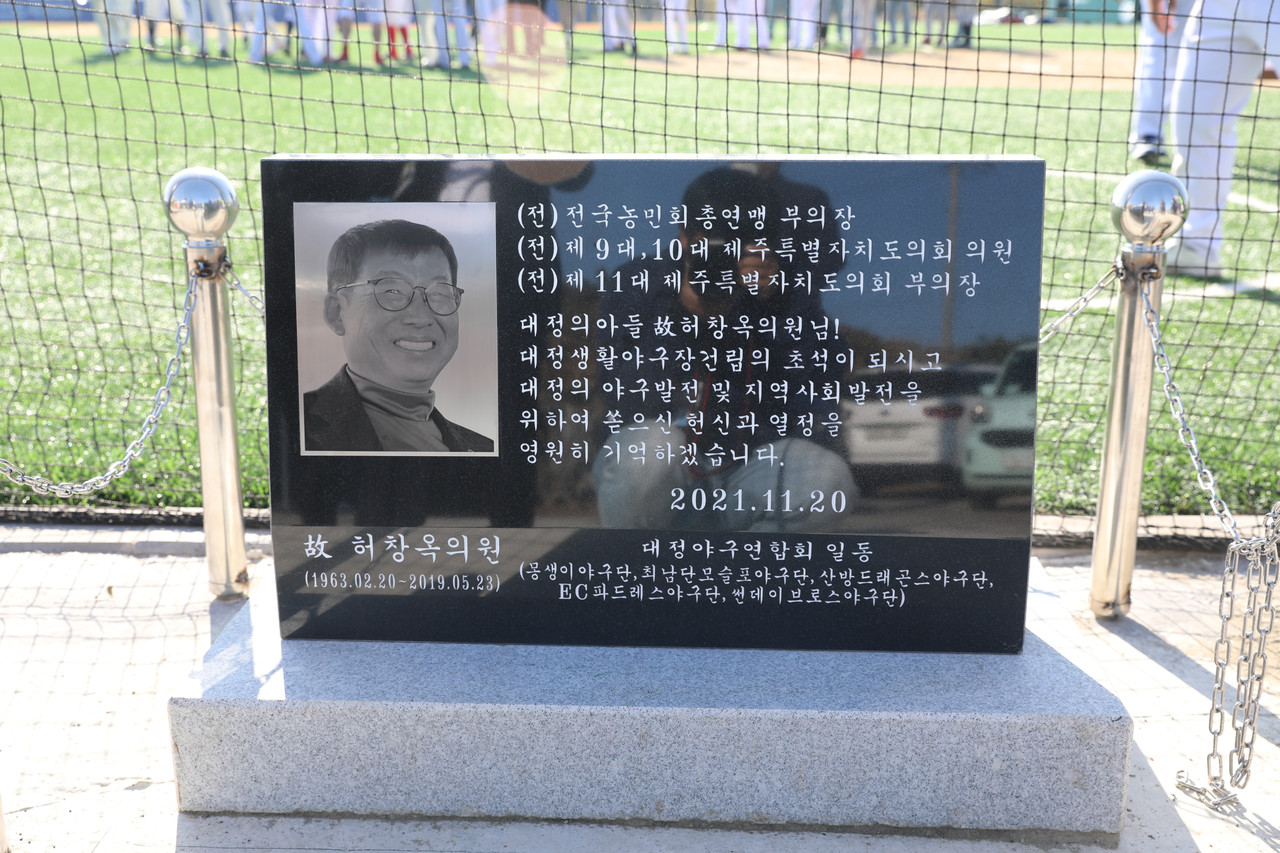 (전) 전국농민회총연맹 부의장
(전) 제 9대,10대 제주특별자치도의회 의원
(전) 제 11대 제주특별자치도의회 부의장
대정의아들 故허창옥의원님!
대정생활야구장건립의 초석이 되시고
대정의 야구발전 및 지역사회발전을
위하여 쏟으신 헌신과 열정을
영원히 기억하겠습니다.
2021.11.20
故 허창옥의원
(1963.02.20~2019.05.23)
대정야구연합회 일동
(몽생이야구단,최남단모슬포야구단,산방드래곤스야구단,
EC파드레스야구단,썬데이브로스야구단)